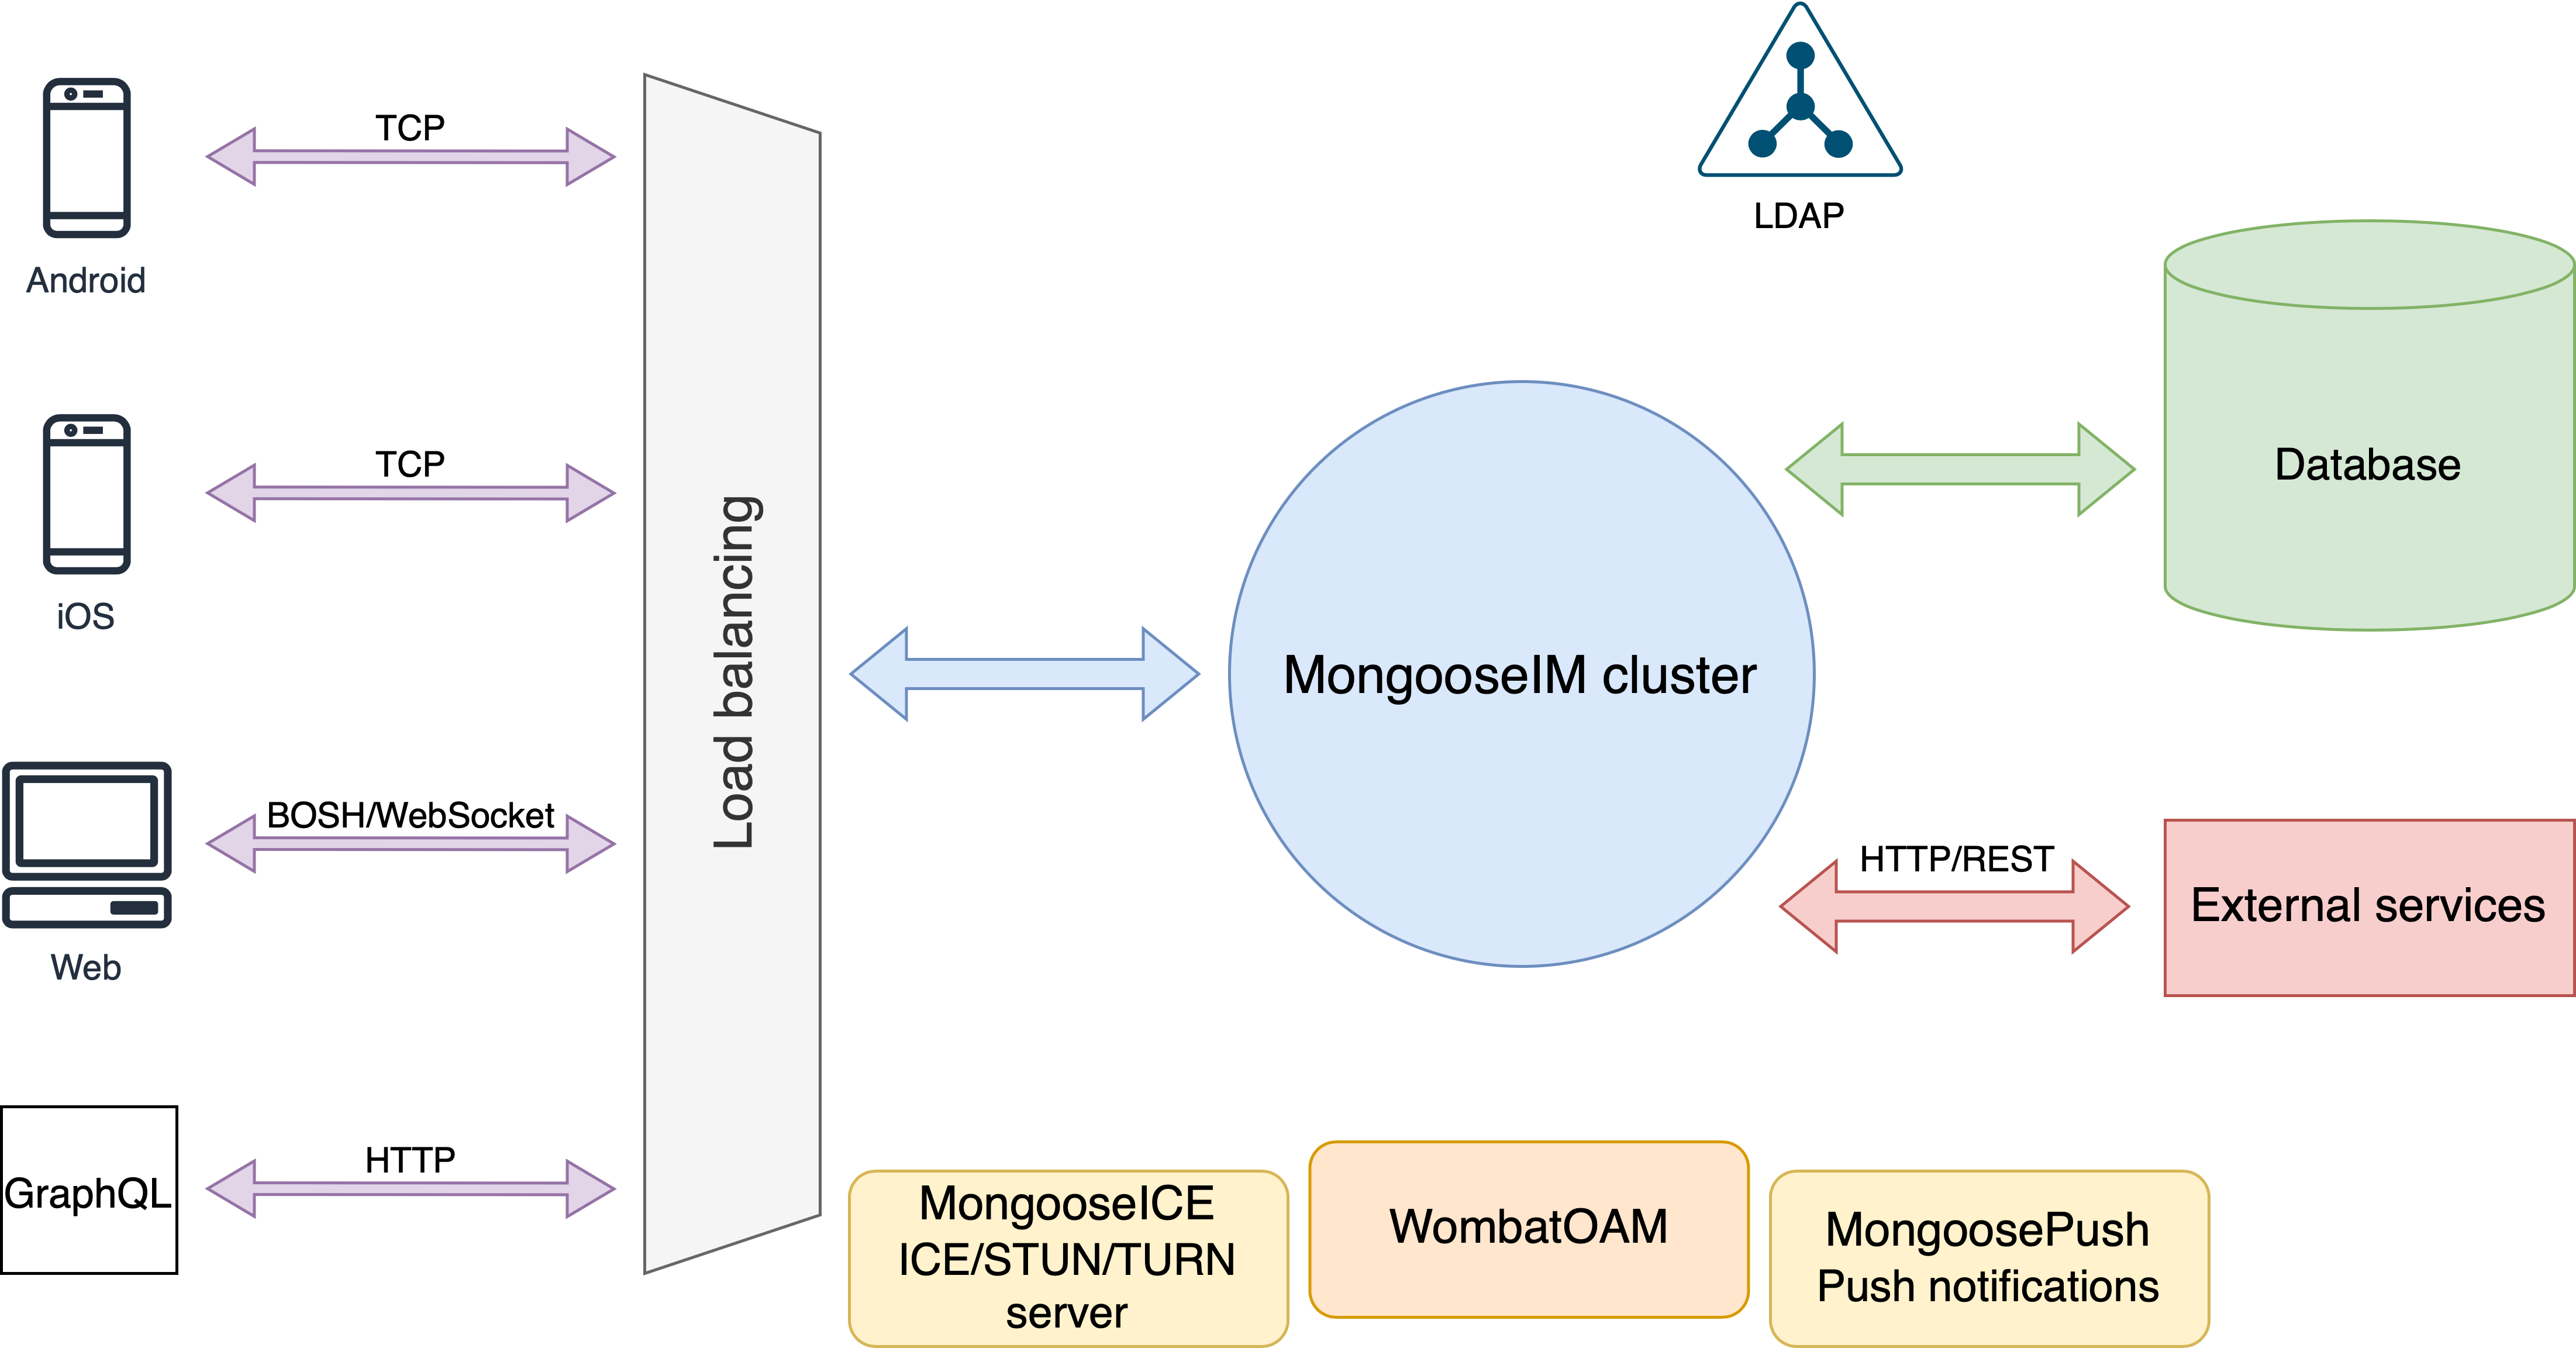 TCP
Android
TCP
iOS
BOSH/WebSocket
Web
HTTP
GraphQL
Load balancing
LDAP
MongooseIM cluster
Database
HTTP/REST
External services
MongooseICE
ICE/STUN/TURN
server
WombatOAM
MongoosePush
Push notifications